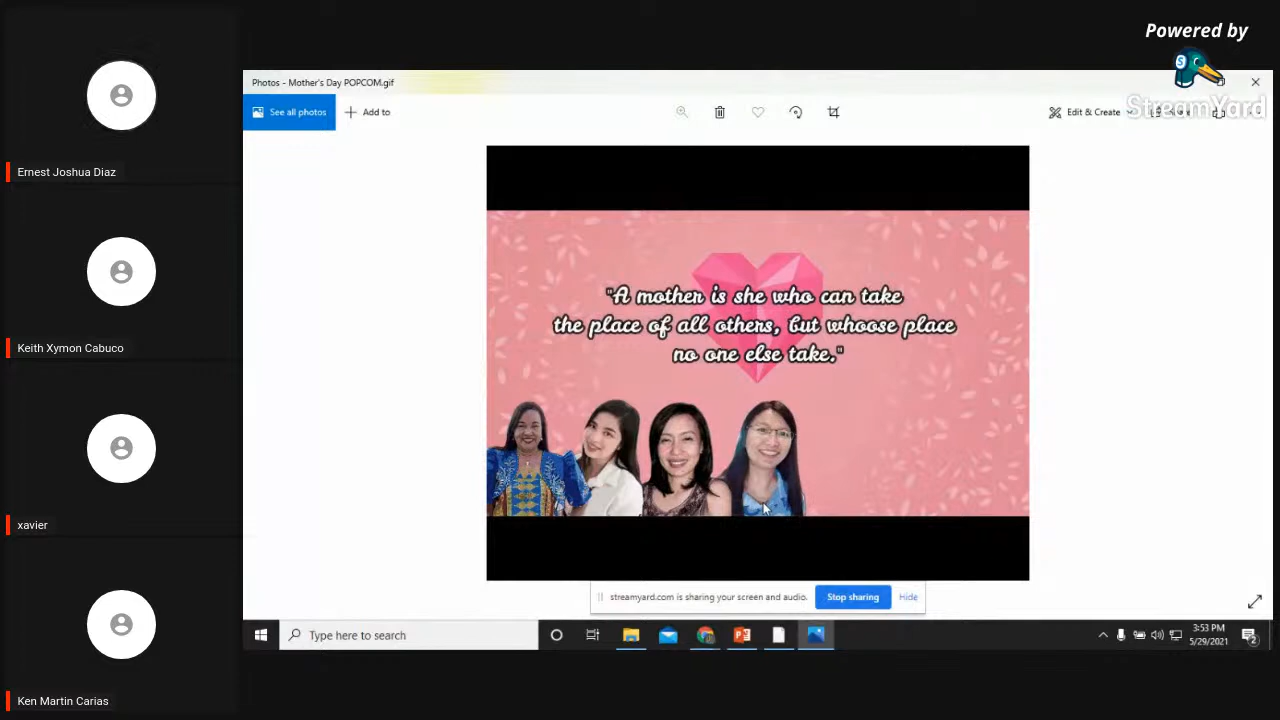 Powered by
StreamYard
Ernest Joshua Diaz
Keith Xymon Cabuco
xavier
Ken Martin Carias
Photos - Mother's Day POPCOM.gif
See all photos
Add to
Edit & Create
"A mother is she who can take
the place of all others, but whoose place
no one else take."
streamyard.com is sharing your screen and audio.
Stop sharing
Hide
Type here to search
3:53 PM
5/29/2021
2